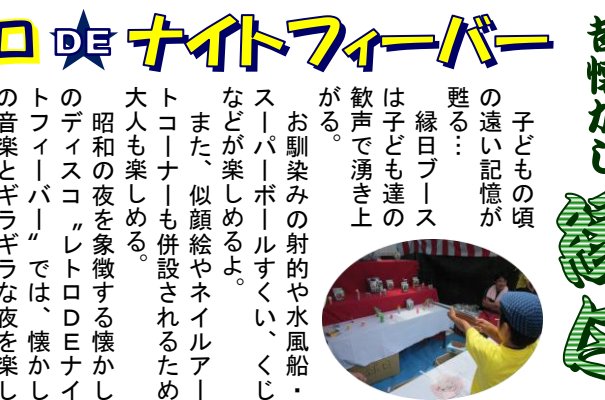 昔懐かし
縁日
ロ DE ナイトフィーバー
子どもの頃
の遠い記憶が
甦る…
縁日ブース
は子ども達の
歓声で湧き上
がる。
お馴染みの射的や水風船・
スーパーボールすくい、くじ
などが楽しめるよ。
また、似顔絵やネイルアー
トコーナーも併設されるため
大人も楽しめる。
昭和の夜を象徴する懐かし
のディスコ〝レトロDEナイ
トフィーバー〟では、懐かし
の音楽とギラギラな夜を楽し